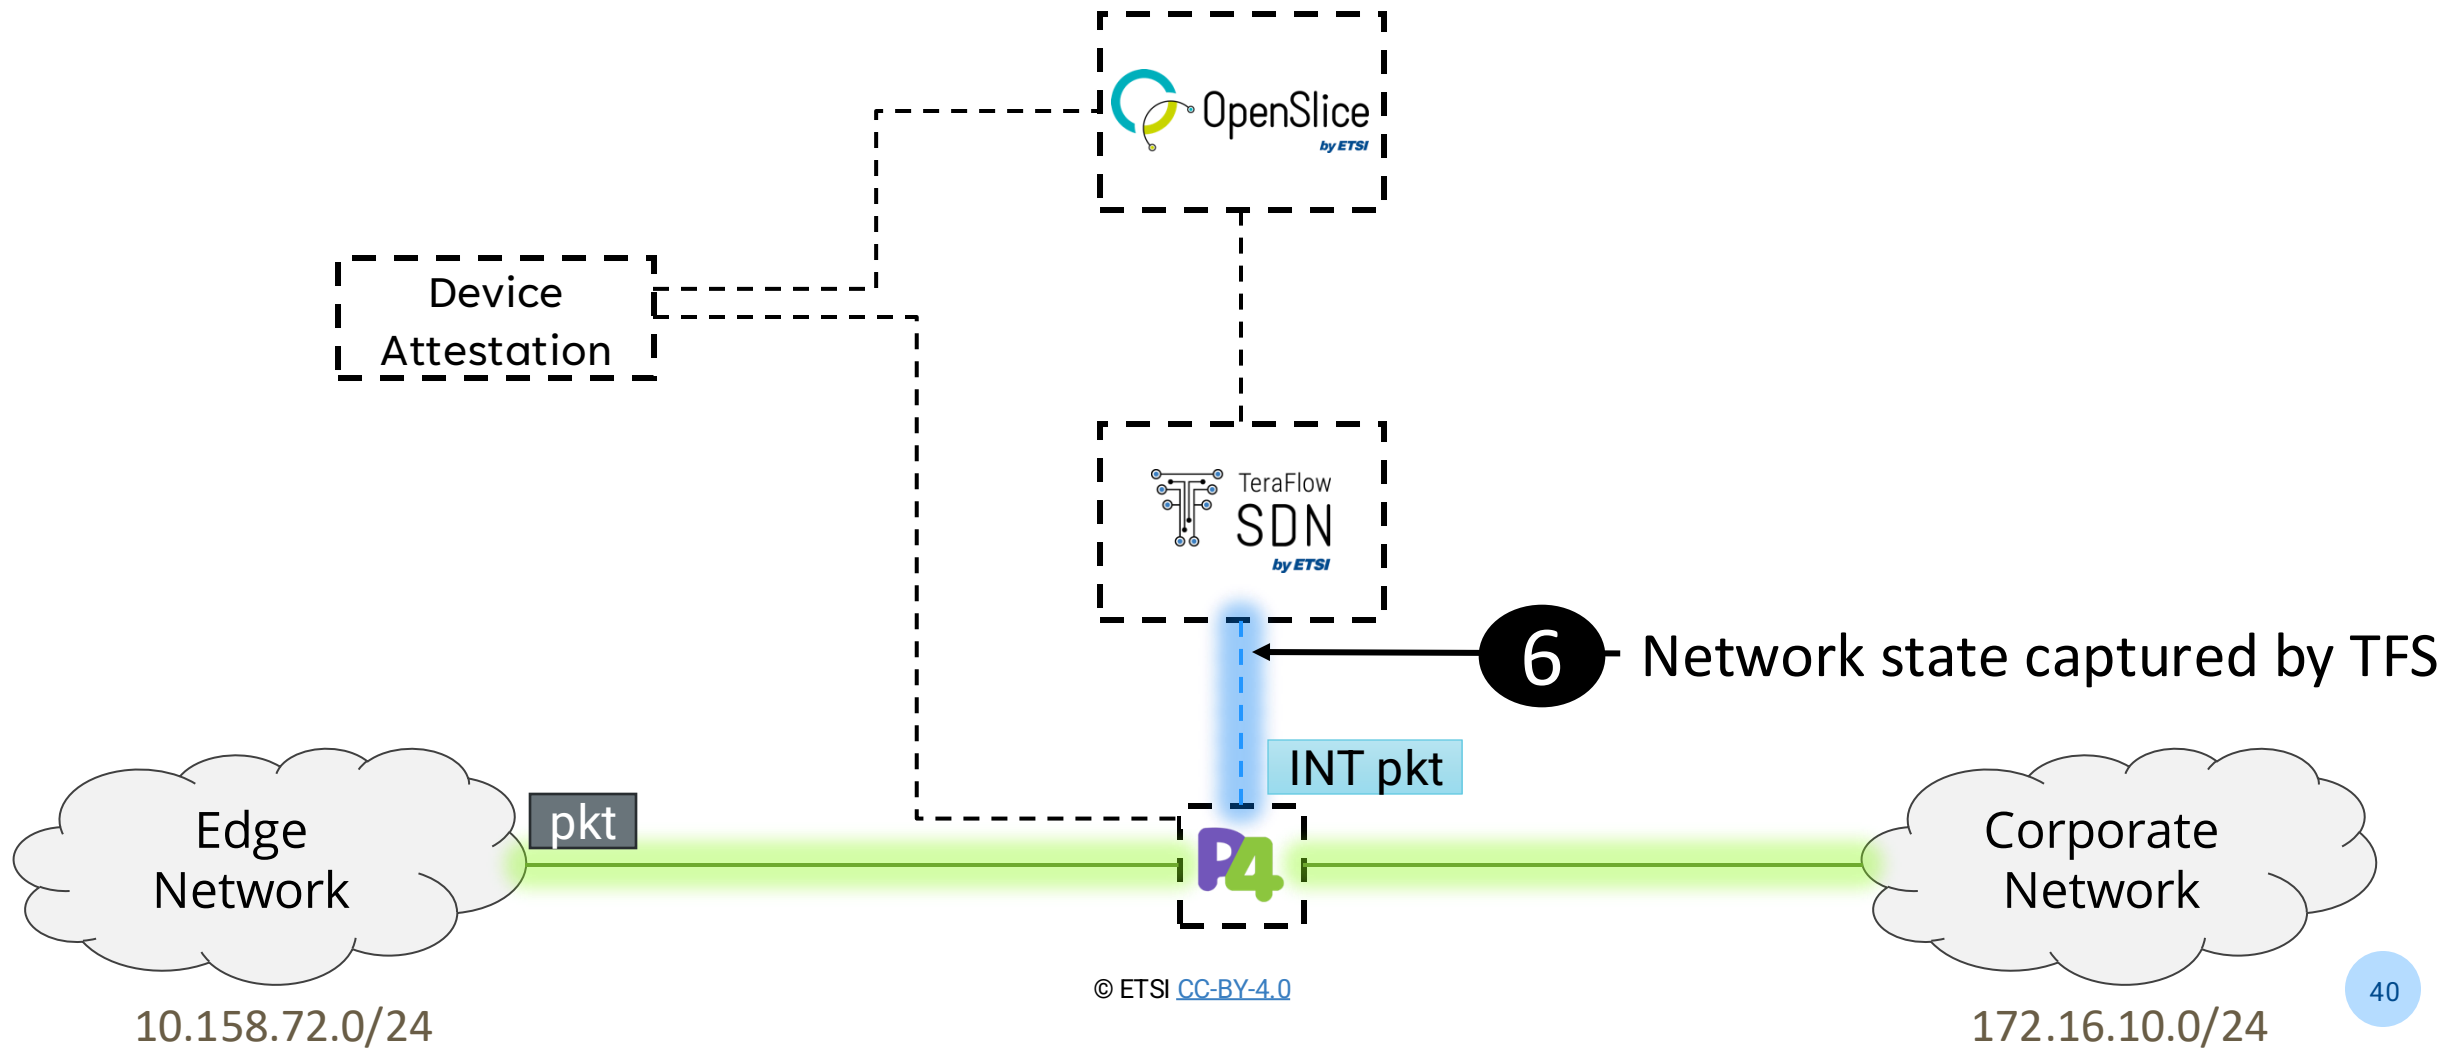 OpenSlice
by ETSI
Device
Attestation
TeraFlow
SDN
by ETSI
6
Network state captured by TFS
INT pkt
pkt
Edge
Network
P4
Corporate
Network
© ETSI CC-BY-4.0
40
10.158.72.0/24
172.16.10.0/24